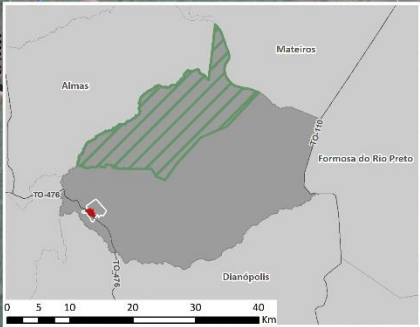 Mateiros
Almas
TO-110
Formosa do Rio Preto
TO-476
TO-476
Dianópolis
0 5 10 20 30 40
Km